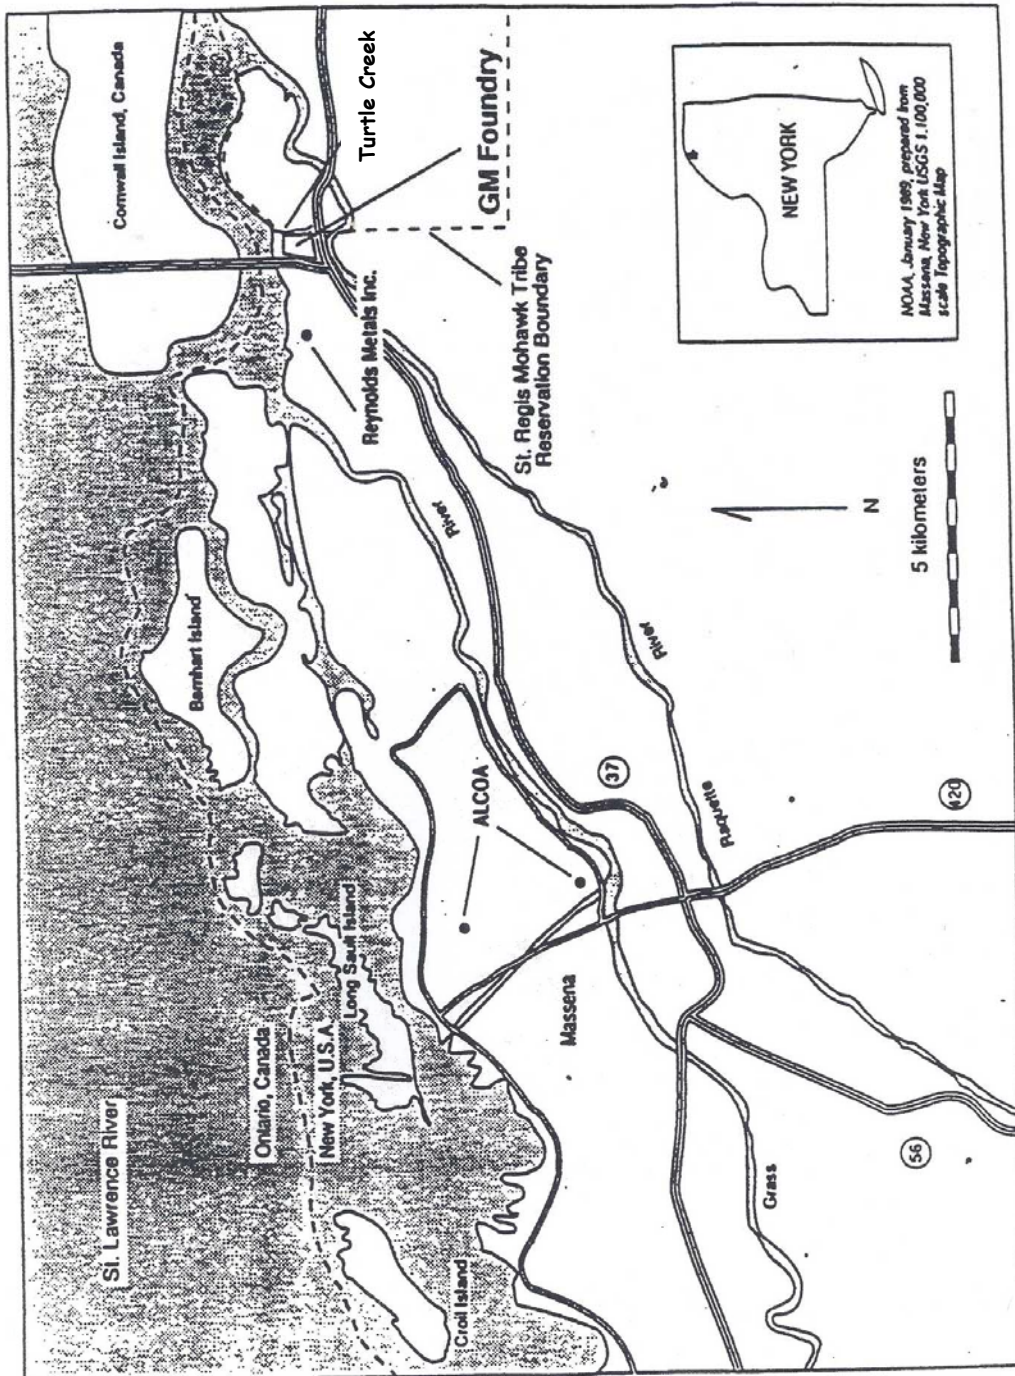 St. Lawrence River
Cornwall Island, Canada
Turtle Creek
GM Foundry
Barnhart Island
Reynolds Metals Inc.
St. Regis Mohawk Tribe
Reservation Boundary
Ontario, Canada
New York, U.S.A.
Long Sault Island
Croil Island
ALCOA
River
Massena
37
River
Raquette
420
56
Grass
N
5 kilometers
NEW YORK
NOAA, January 1989, prepared from
Massena, New York USGS 1.100,000
scale Topographic Map